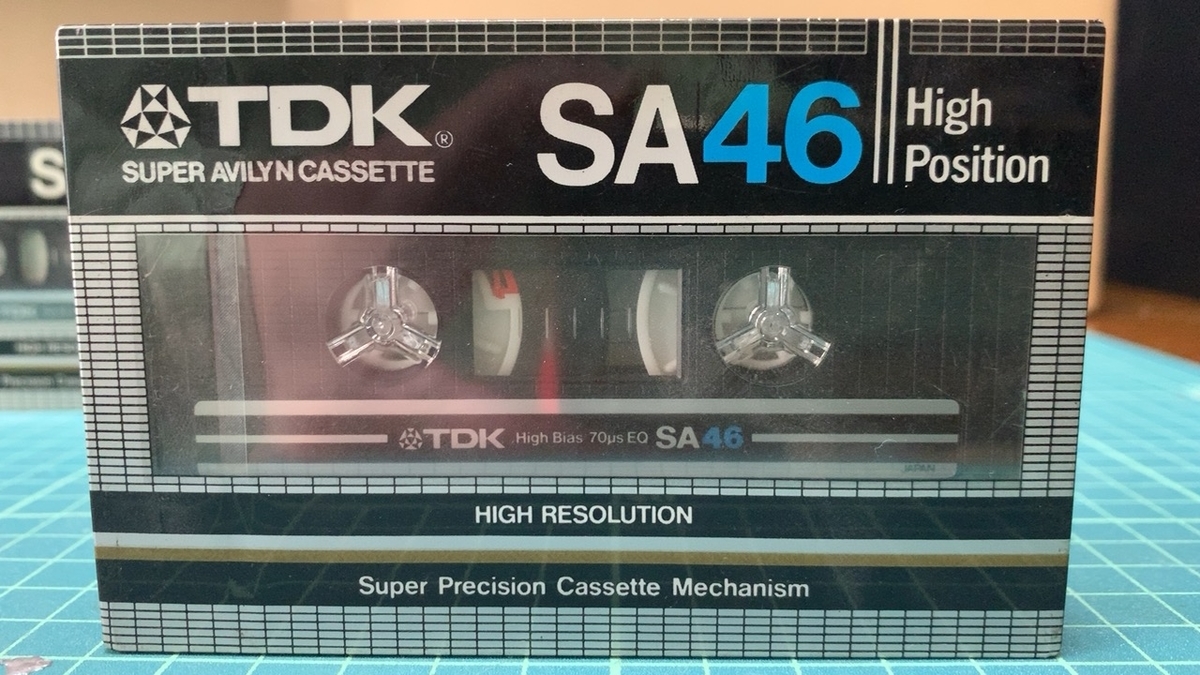 TDK®
SUPER AVILYN CASSETTE
SA46
High
Position
S
TDK High Bias 70µs EQ SA46
JAPAN
HIGH RESOLUTION
Super Precision Cassette Mechanism